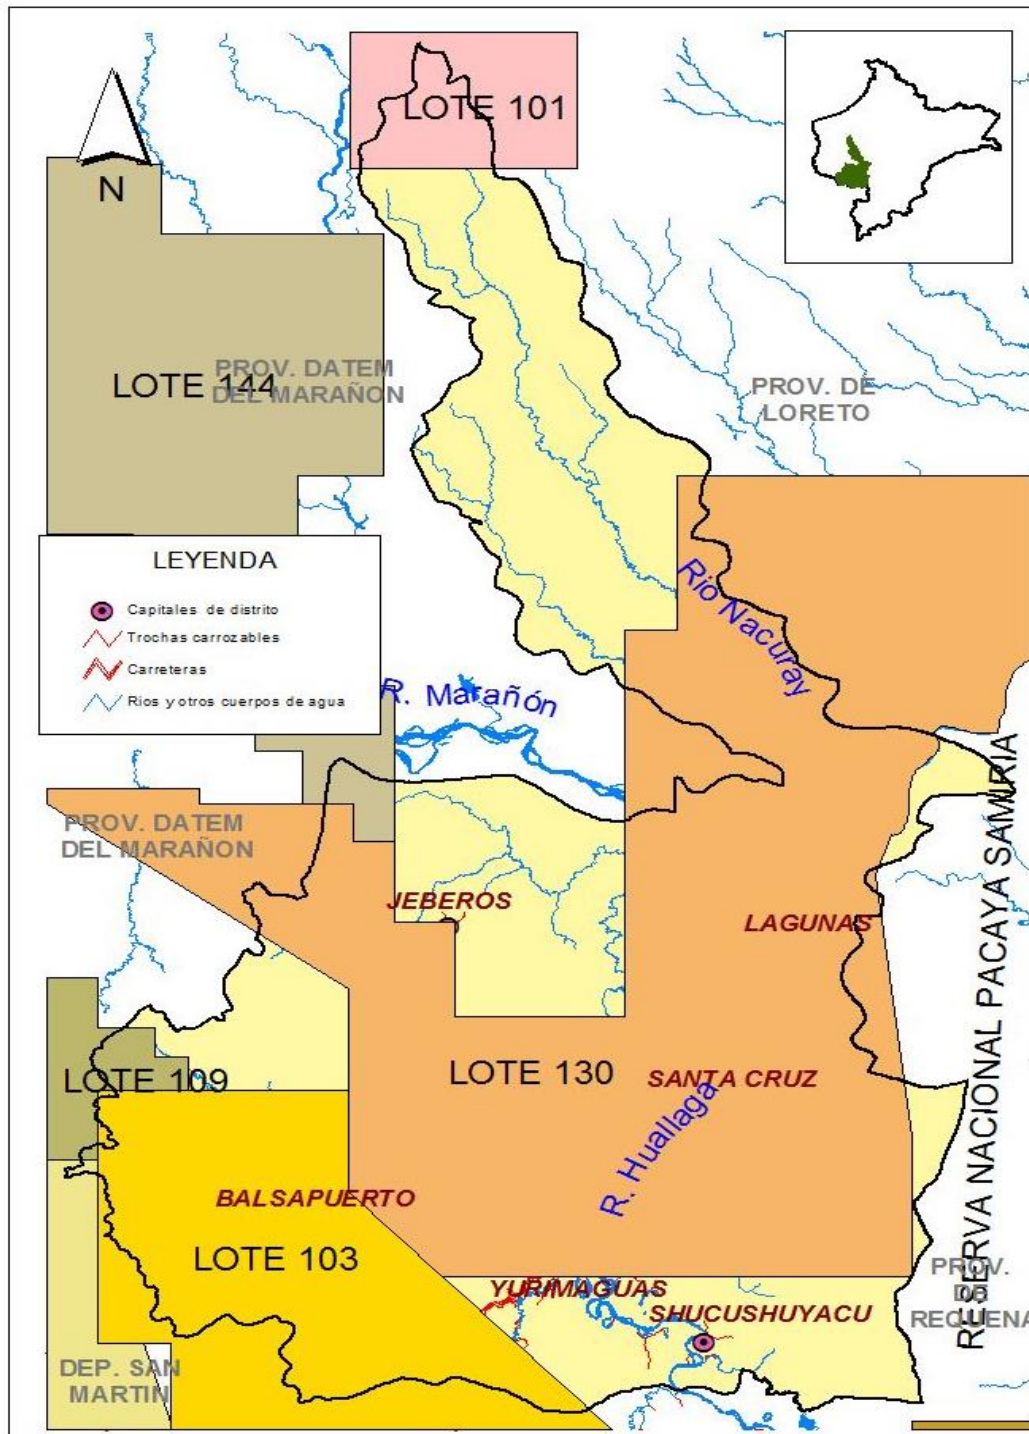 LOTE 101
N
PROV. DATEM
DEL MARAÑON
LOTE 144
PROV. DE
LORETO
LEYENDA
Capitales de distrito
Trochas carrozables
Carreteras
Rios y otros cuerpos de agua
Rio Nacuray
R. Marañón
PROV. DATEM
DEL MARAÑON
JEBEROS
LAGUNAS
RESERVA NACIONAL PACAYA SAMIRIA
LOTE 109
LOTE 130
SANTA CRUZ
R. Huallaga
BALSAPUERTO
LOTE 103
YURIMAGUAS
SHUCUSHUYACU
PROV.
DE
REQUENA
DEP. SAN
MARTIN